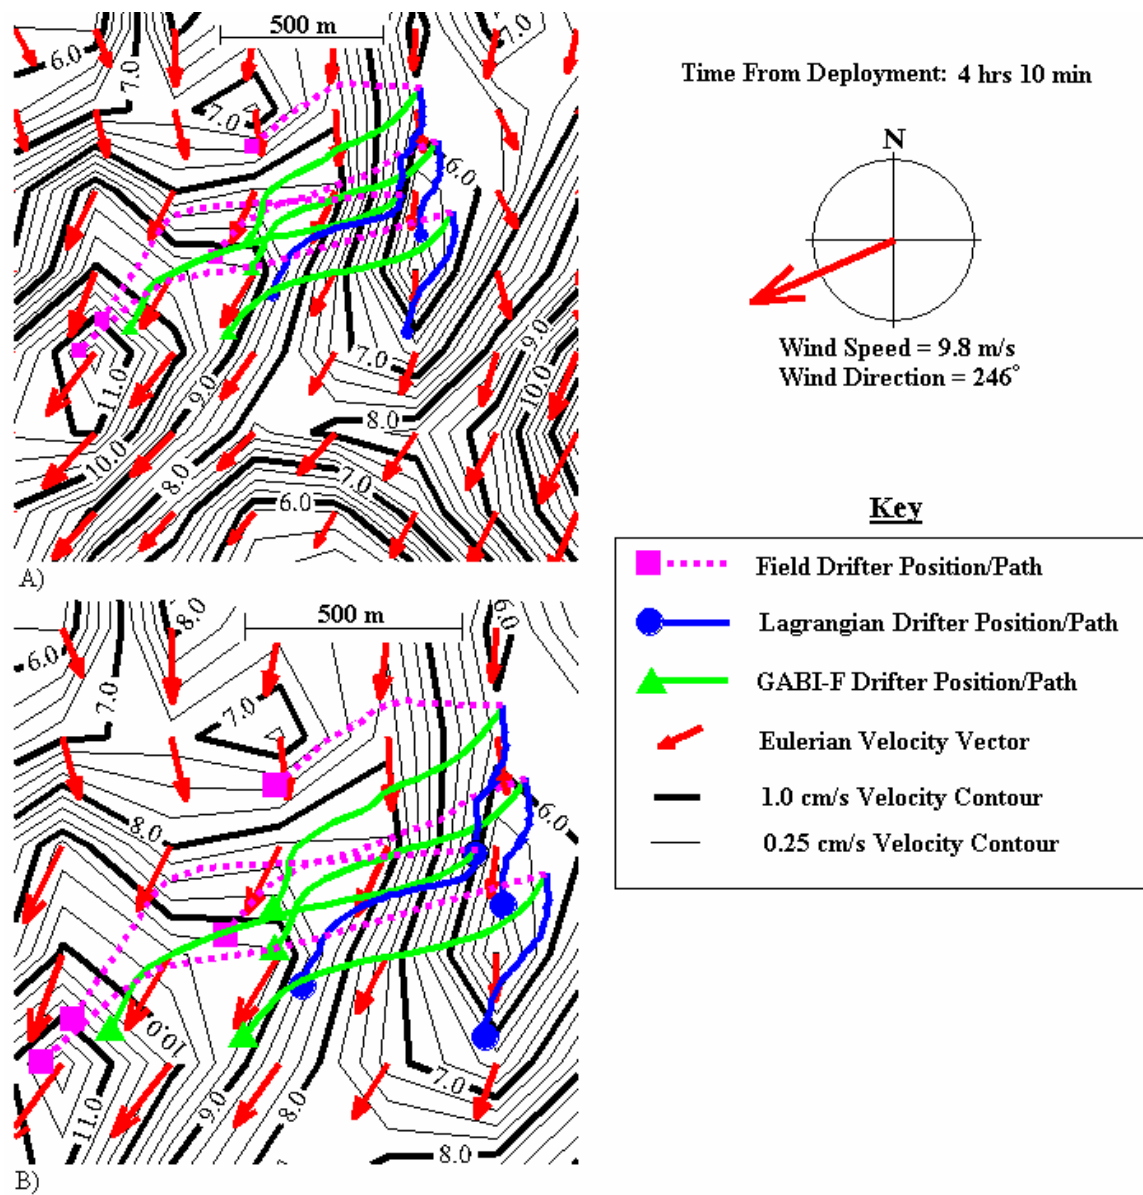 500 m
6.0
7.0
7.0
7.0
6.0
11.0
10.0
9.0
8.0
7.0
8.0
7.0
6.0
9.0
10.0
A)
Time From Deployment: 4 hrs 10 min
N
Wind Speed = 9.8 m/s
Wind Direction = 246°
Key
Field Drifter Position/Path
Lagrangian Drifter Position/Path
GABI-F Drifter Position/Path
Eulerian Velocity Vector
1.0 cm/s Velocity Contour
0.25 cm/s Velocity Contour
500 m
6.0
7.0
8.0
7.0
6.0
8.0
6.0
10.0
11.0
9.0
8.0
7.0
8.0
B)